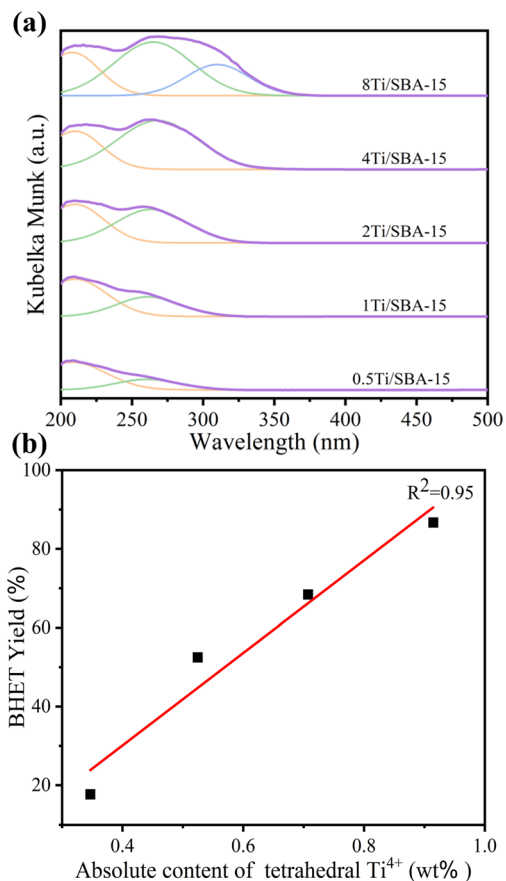 (a)
Kubelka Munk (a.u.)
8Ti/SBA-15
4Ti/SBA-15
2Ti/SBA-15
1Ti/SBA-15
0.5Ti/SBA-15
200 250 300 350 400 450 500
Wavelength (nm)
(b)
BHET Yield (%)
100
80
60
40
20
R²=0.95
0.4 0.6 0.8 1.0
Absolute content of tetrahedral Ti⁴⁺ (wt%)